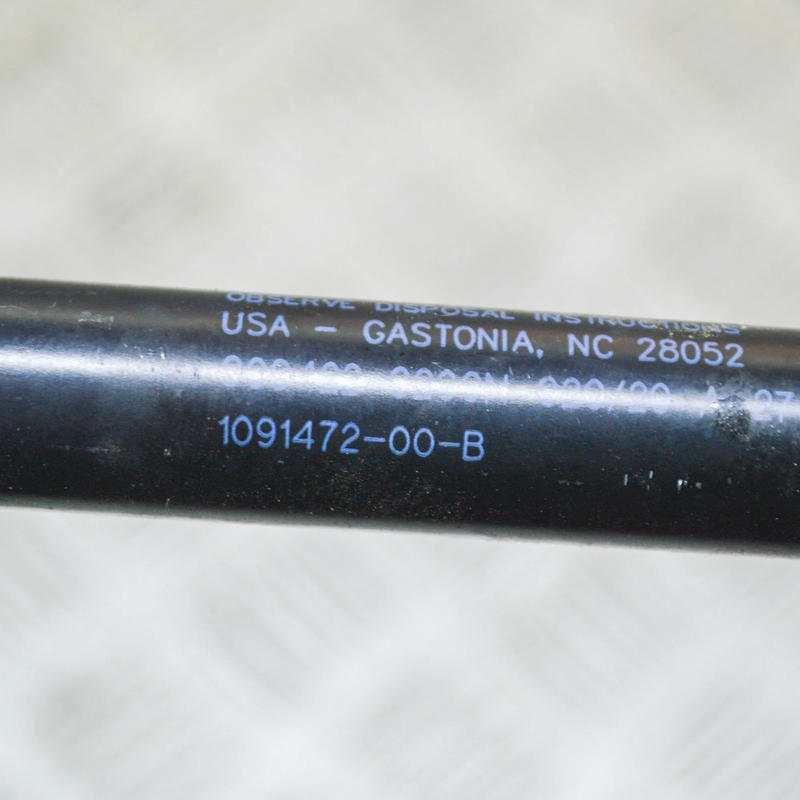 OBSERVE DISPOSAL INSTRUCTIONS
USA - GASTONIA, NC 28052
1091472-00-B